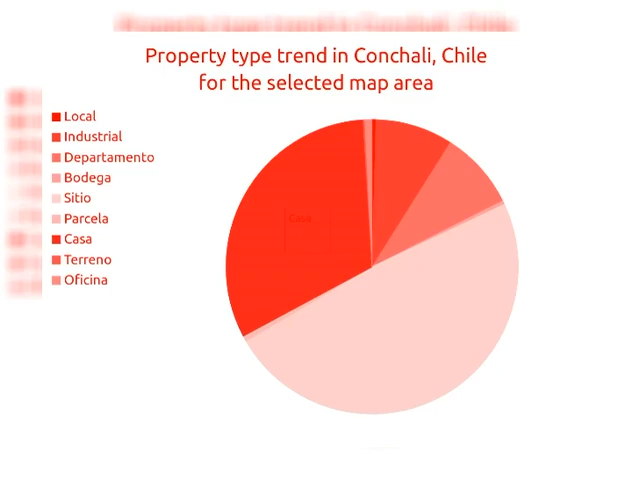 Property type trend in Conchali, Chile
for the selected map area
Local
Industrial
Departamento
Bodega
Sitio
Parcela
Casa
Terreno
Oficina
Casa